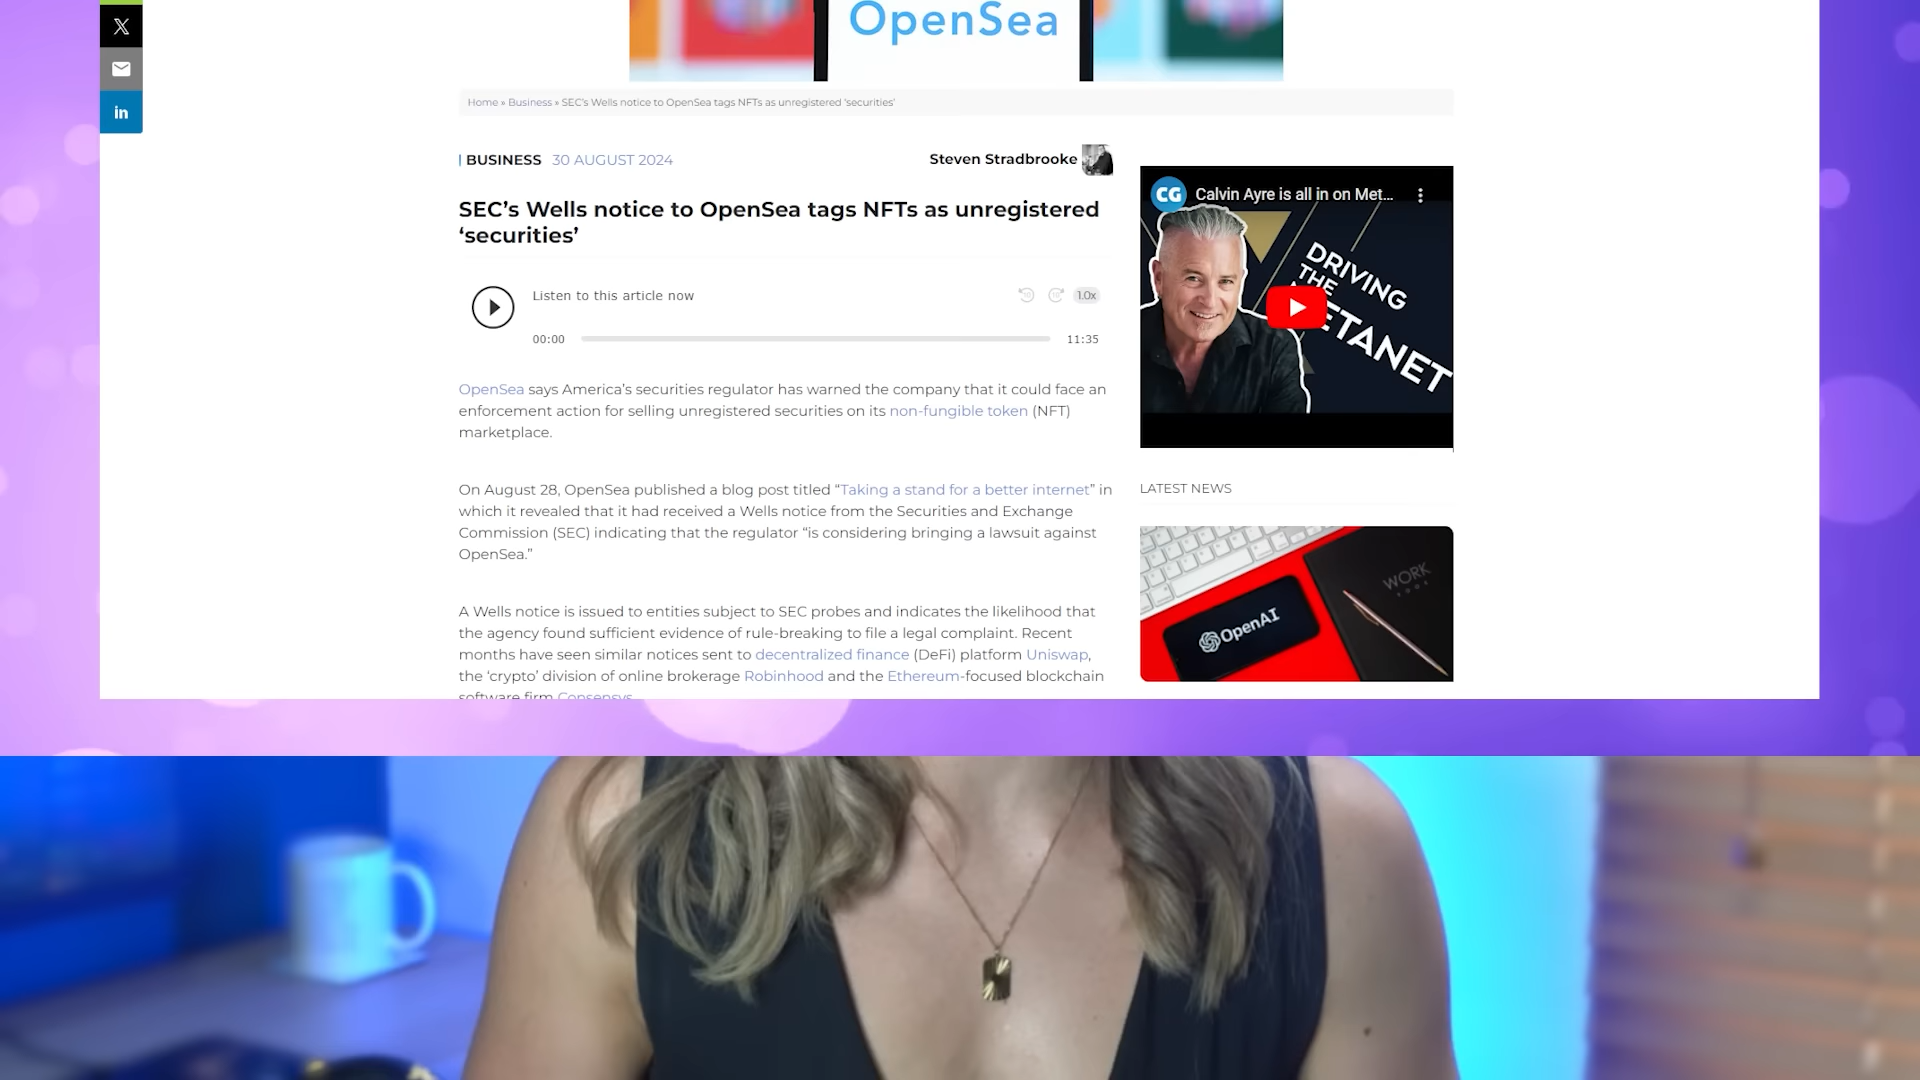 OpenSea
Home » Business » SEC’s Wells notice to OpenSea tags NFTs as unregistered ‘securities’
BUSINESS 30 AUGUST 2024
Steven Stradbrooke
SEC’s Wells notice to OpenSea tags NFTs as unregistered
‘securities’
Listen to this article now
1.0x
00:00
11:35
OpenSea says America’s securities regulator has warned the company that it could face an
enforcement action for selling unregistered securities on its non-fungible token (NFT)
marketplace.
On August 28, OpenSea published a blog post titled “Taking a stand for a better internet” in
which it revealed that it had received a Wells notice from the Securities and Exchange
Commission (SEC) indicating that the regulator “is considering bringing a lawsuit against
OpenSea.”
A Wells notice is issued to entities subject to SEC probes and indicates the likelihood that
the agency found sufficient evidence of rule-breaking to file a legal complaint. Recent
months have seen similar notices sent to decentralized finance (DeFi) platform Uniswap,
the ‘crypto’ division of online brokerage Robinhood and the Ethereum-focused blockchain
software firm Consensys.
CG Calvin Ayre is all in on Met...
DRIVING
THE
METANET
LATEST NEWS
WORK
OpenAI
in